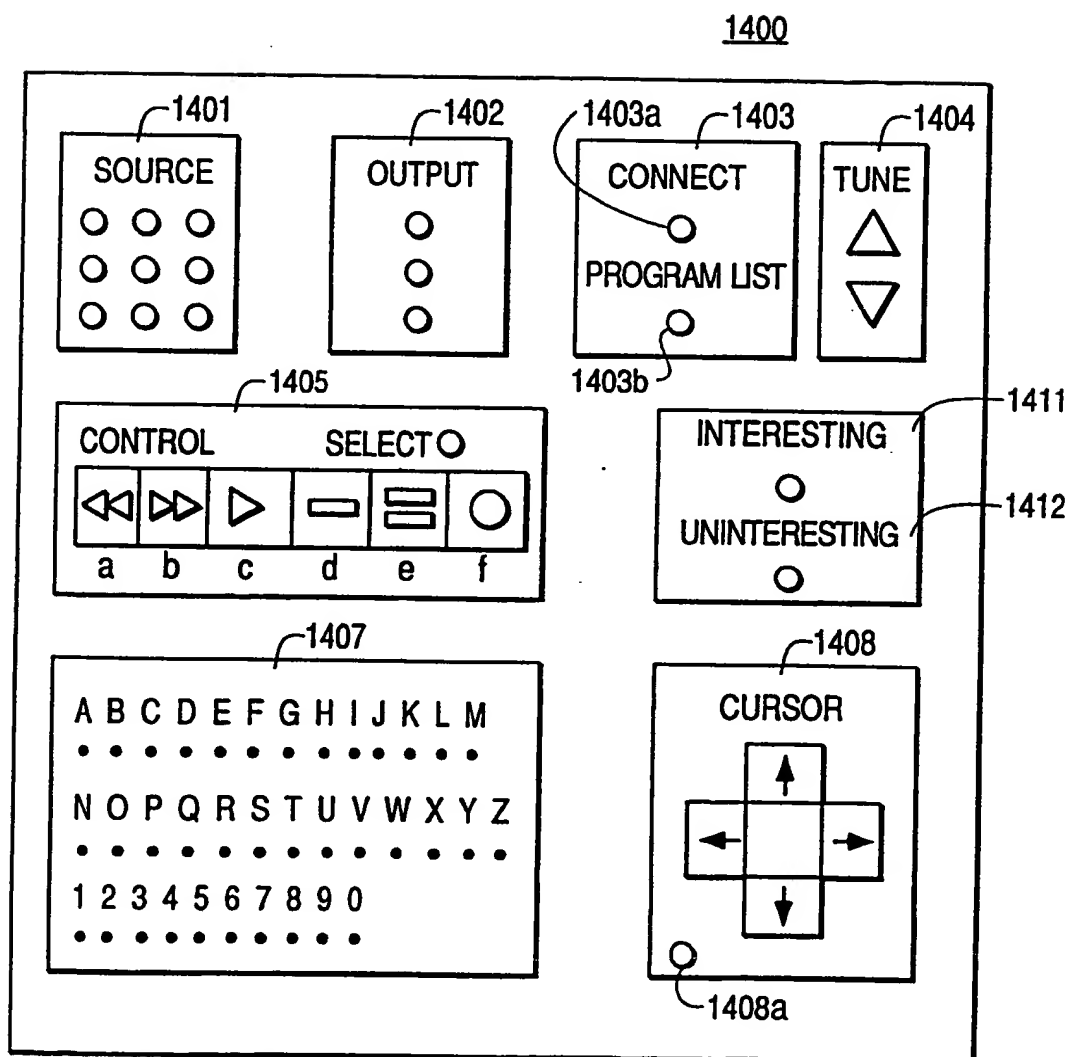 1400
1401
1402
1403a
1403
1404
SOURCE
OUTPUT
CONNECT
TUNE
PROGRAM LIST
1403b
1405
1411
CONTROL
SELECT
INTERESTING
1412
UNINTERESTING
a b c d e f
1407
1408
A B C D E F G H I J K L M
CURSOR
N O P Q R S T U V W X Y Z
1 2 3 4 5 6 7 8 9 0
1408a